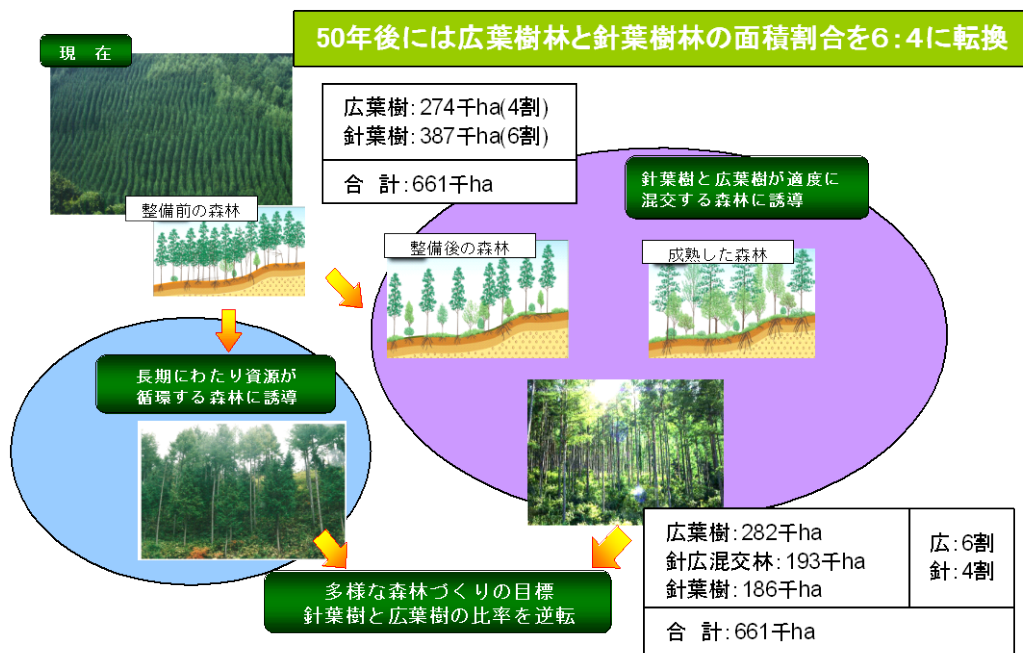 50年後には広葉樹林と針葉樹林の面積割合を6:4に転換
現 在
広葉樹:274千ha(4割)
針葉樹:387千ha(6割)
合 計:661千ha
針葉樹と広葉樹が適度に
混交する森林に誘導
整備前の森林
整備後の森林
成熟した森林
長期にわたり資源が
循環する森林に誘導
広葉樹:282千ha
針広混交林:193千ha
針葉樹:186千ha
広:6割
針:4割
合 計:661千ha
多様な森林づくりの目標
針葉樹と広葉樹の比率を逆転